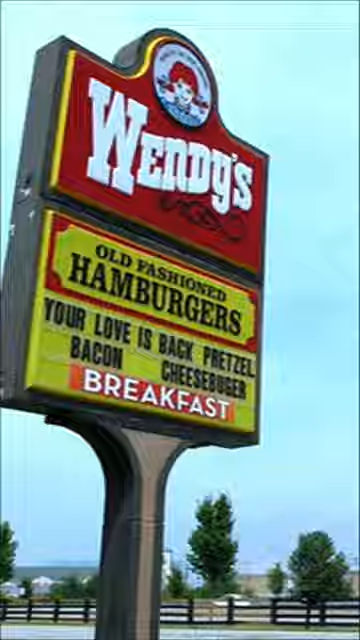 Wendy's
OLD FASHIONED
HAMBURGERS
YOUR LOVE IS BACK PRETZEL
BACON CHEESEBUGER
BREAKFAST